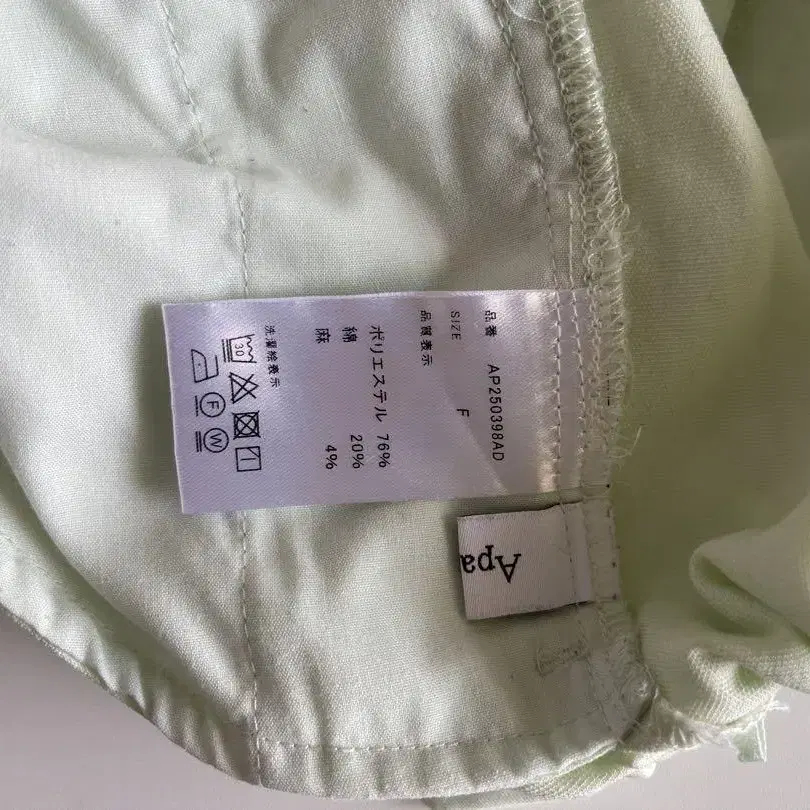 品番 AP250398AD
SIZE F
品質表示
ポリエステル 76%
綿 20%
麻 4%
洗濯絵表示
30
F
W
Apa